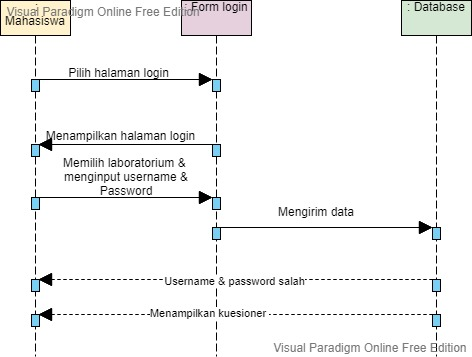 Visual Paradigm Online Free Edition
:
Mahasiswa
: Form login
: Database
Pilih halaman login
Menampilkan halaman login
Memilih laboratorium &
menginput username &
Password
Mengirim data
Username & password salah
Menampilkan kuesioner
Visual Paradigm Online Free Edition